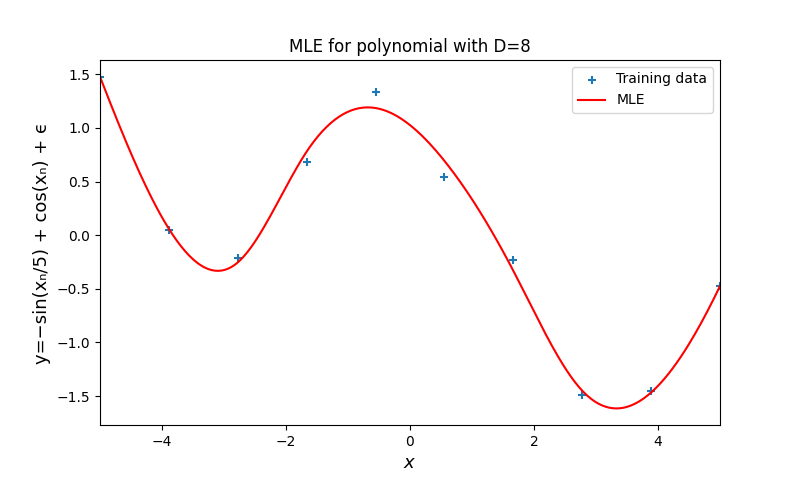 MLE for polynomial with D=8
Training data
MLE
y=−sin(xₙ/5) + cos(xₙ) + ϵ
1.5
1.0
0.5
0.0
−0.5
−1.0
−1.5
−4
−2
0
2
4
x